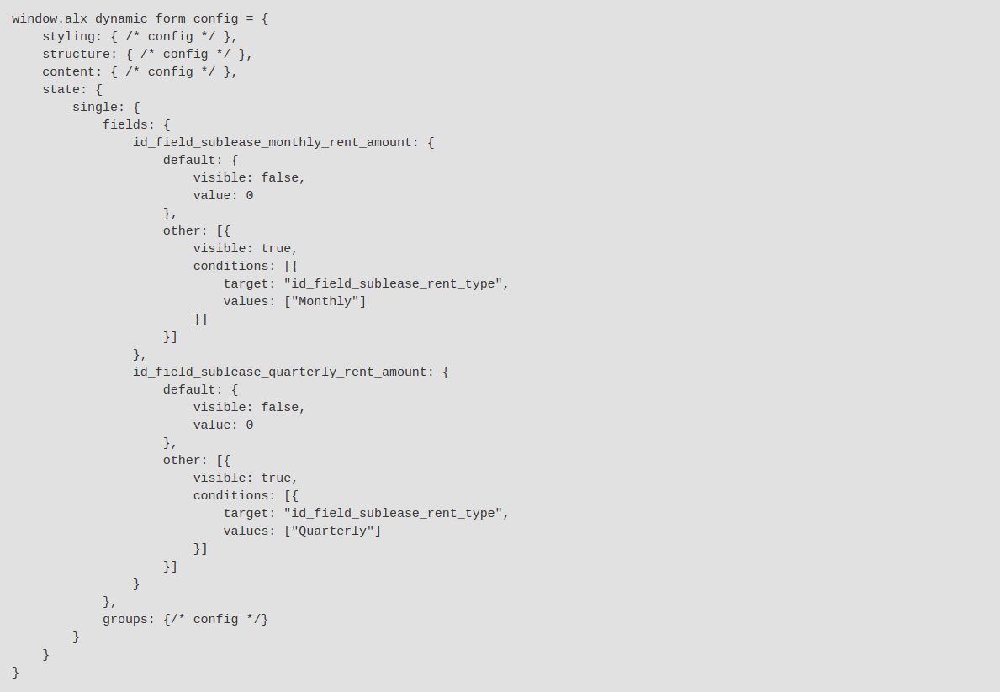 window.alx_dynamic_form_config = {
    styling: { /* config */ },
    structure: { /* config */ },
    content: { /* config */ },
    state: {
        single: {
            fields: {
                id_field_sublease_monthly_rent_amount: {
                    default: {
                        visible: false,
                        value: 0
                    },
                    other: [{
                        visible: true,
                        conditions: [{
                            target: "id_field_sublease_rent_type",
                            values: ["Monthly"]
                        }]
                    }]
                },
                id_field_sublease_quarterly_rent_amount: {
                    default: {
                        visible: false,
                        value: 0
                    },
                    other: [{
                        visible: true,
                        conditions: [{
                            target: "id_field_sublease_rent_type",
                            values: ["Quarterly"]
                        }]
                    }]
                }
            },
            groups: {/* config */}
        }
    }
}